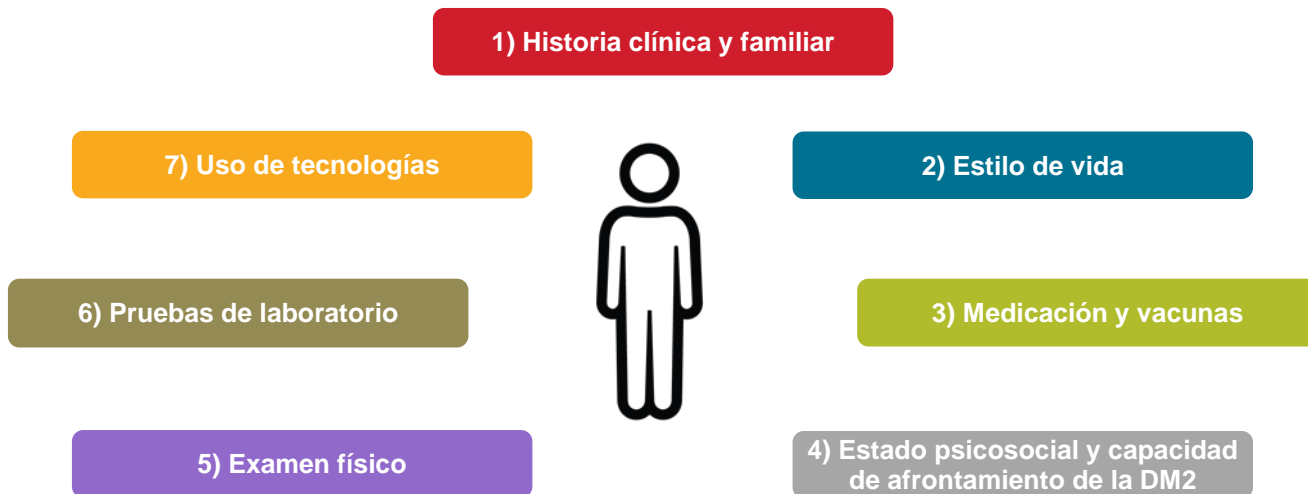 1) Historia clínica y familiar
7) Uso de tecnologías
2) Estilo de vida
6) Pruebas de laboratorio
3) Medicación y vacunas
5) Examen físico
4) Estado psicosocial y capacidad
de afrontamiento de la DM2